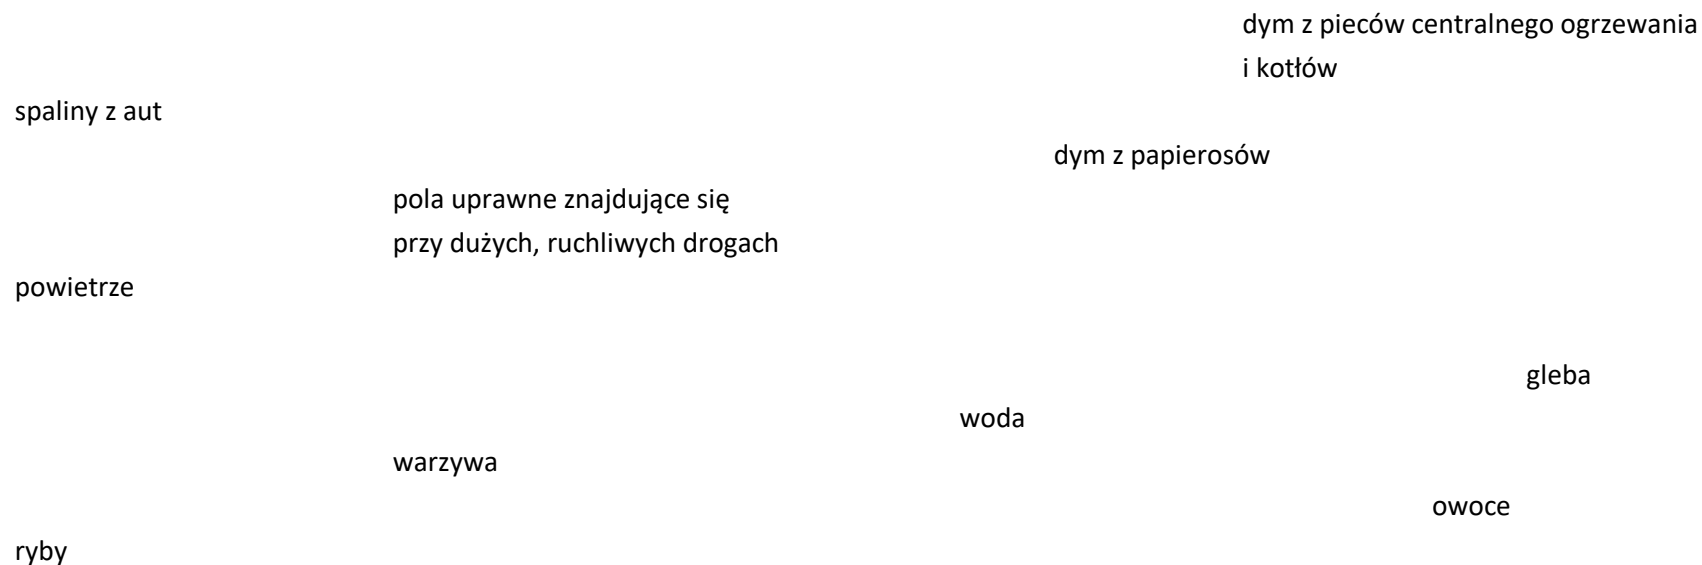 dym z pieców centralnego ogrzewania
i kotłów
spaliny z aut
dym z papierosów
pola uprawne znajdujące się
przy dużych, ruchliwych drogach
powietrze
gleba
woda
warzywa
owoce
ryby